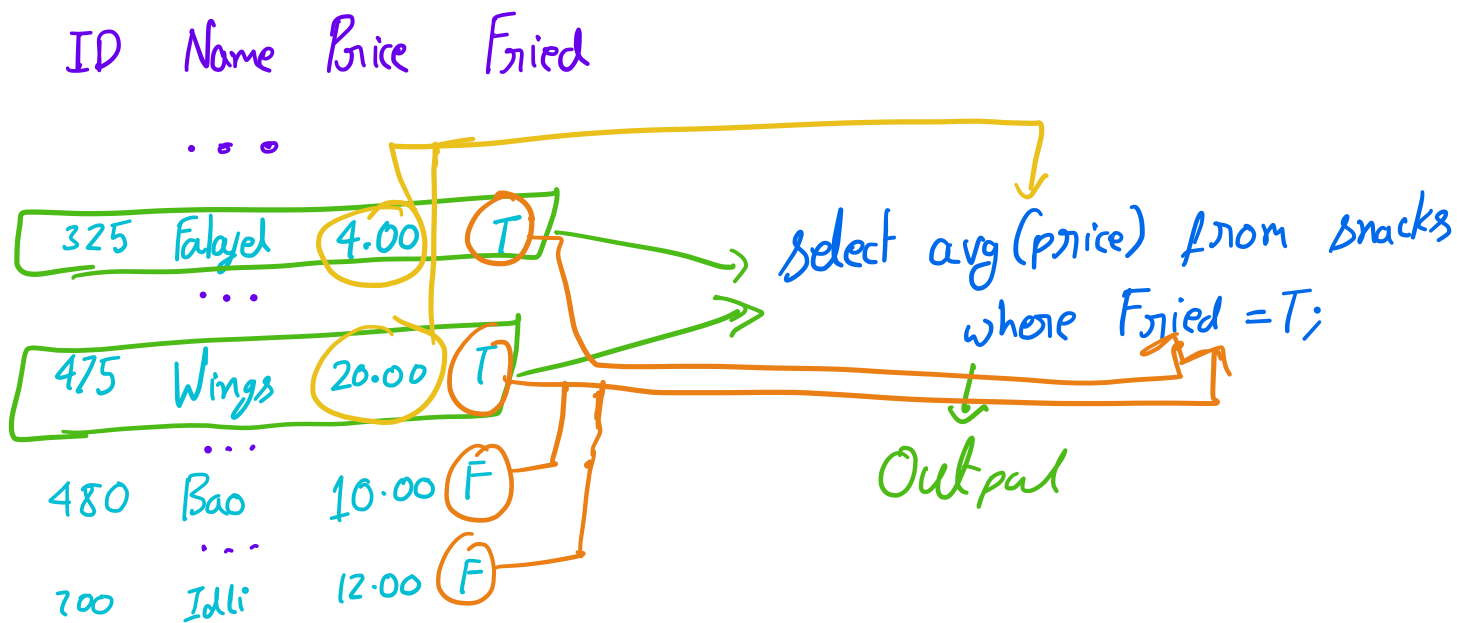 ID Name Price Fried
...
325 Falafel 4.00 T
...
475 Wings 20.00 T
...
480 Bao 10.00 F
...
700 Idli 12.00 F
select avg(price) from snacks
where Fried = T;
Output